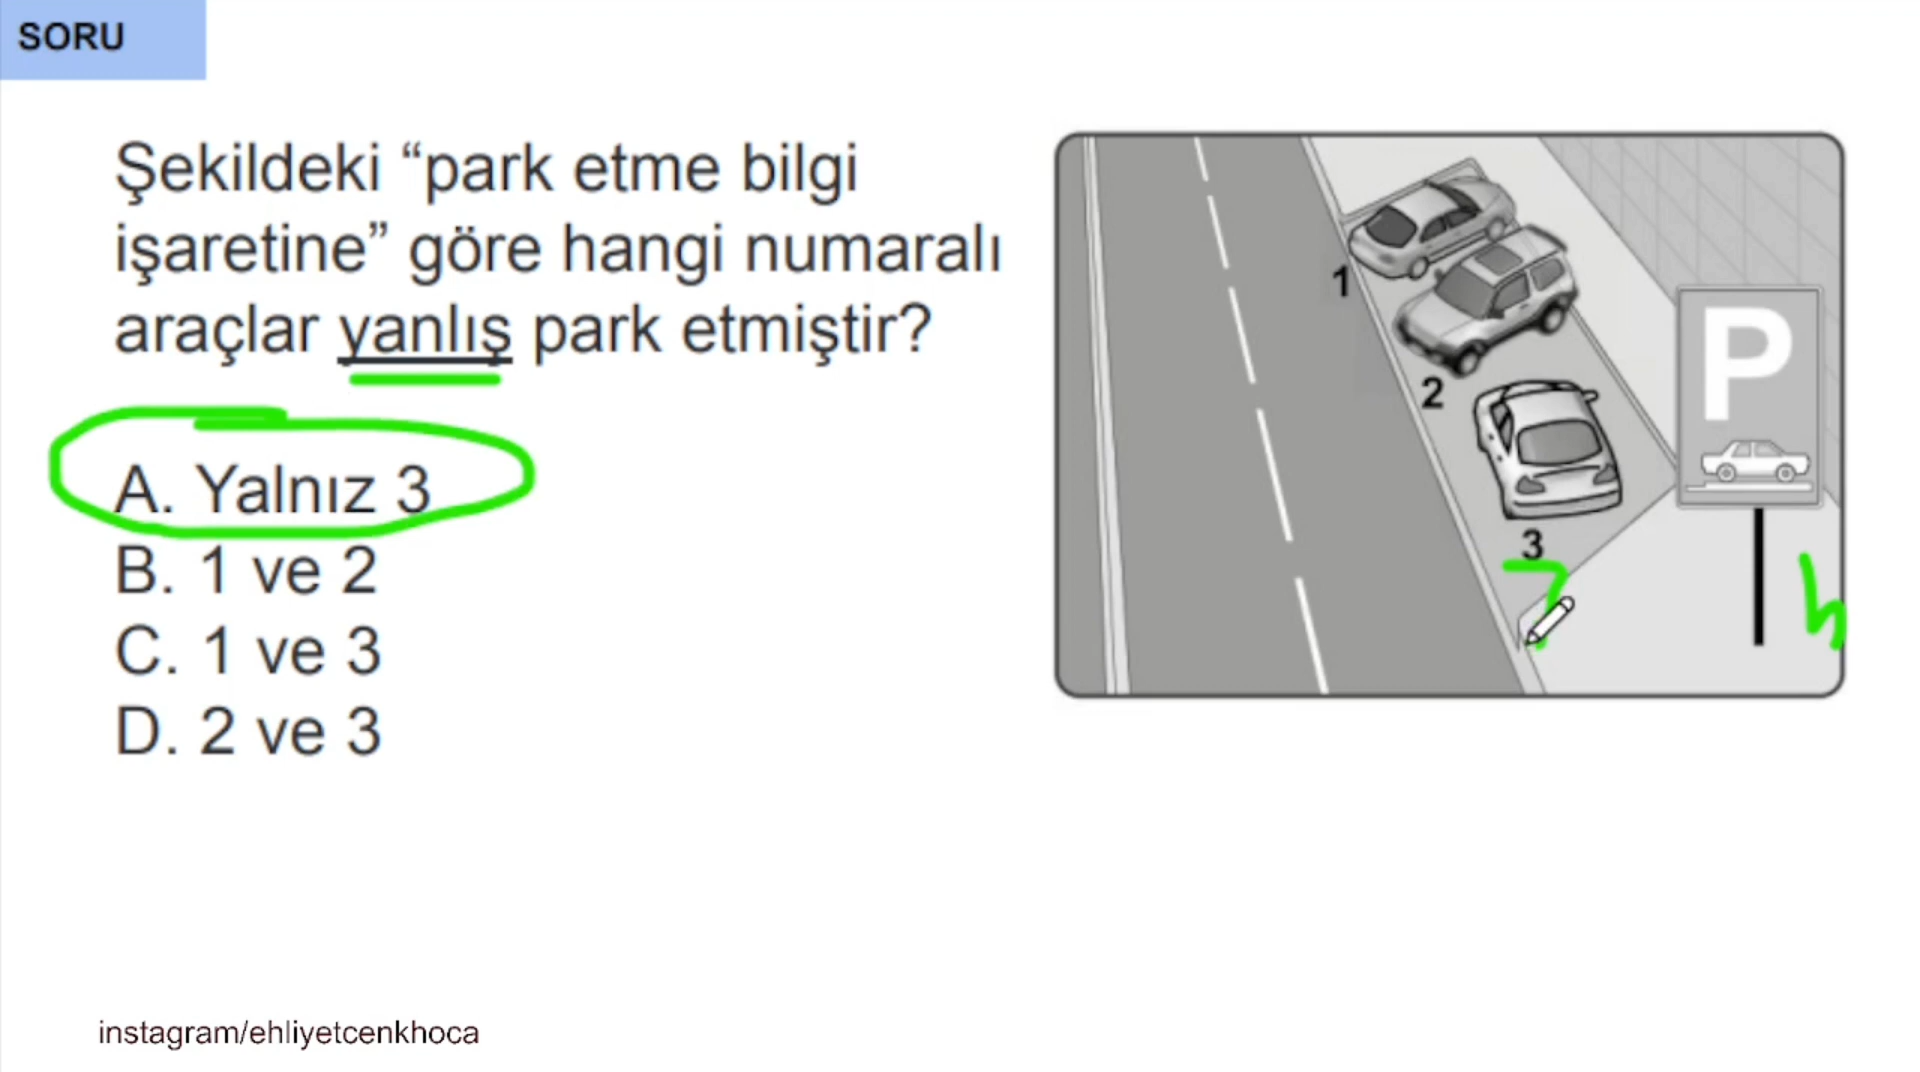 SORU
Şekildeki “park etme bilgi
işaretine” göre hangi numaralı
araçlar yanlış park etmiştir?
A. Yalnız 3
B. 1 ve 2
C. 1 ve 3
D. 2 ve 3
1
2
3
P
instagram/ehliyetcenkhoca